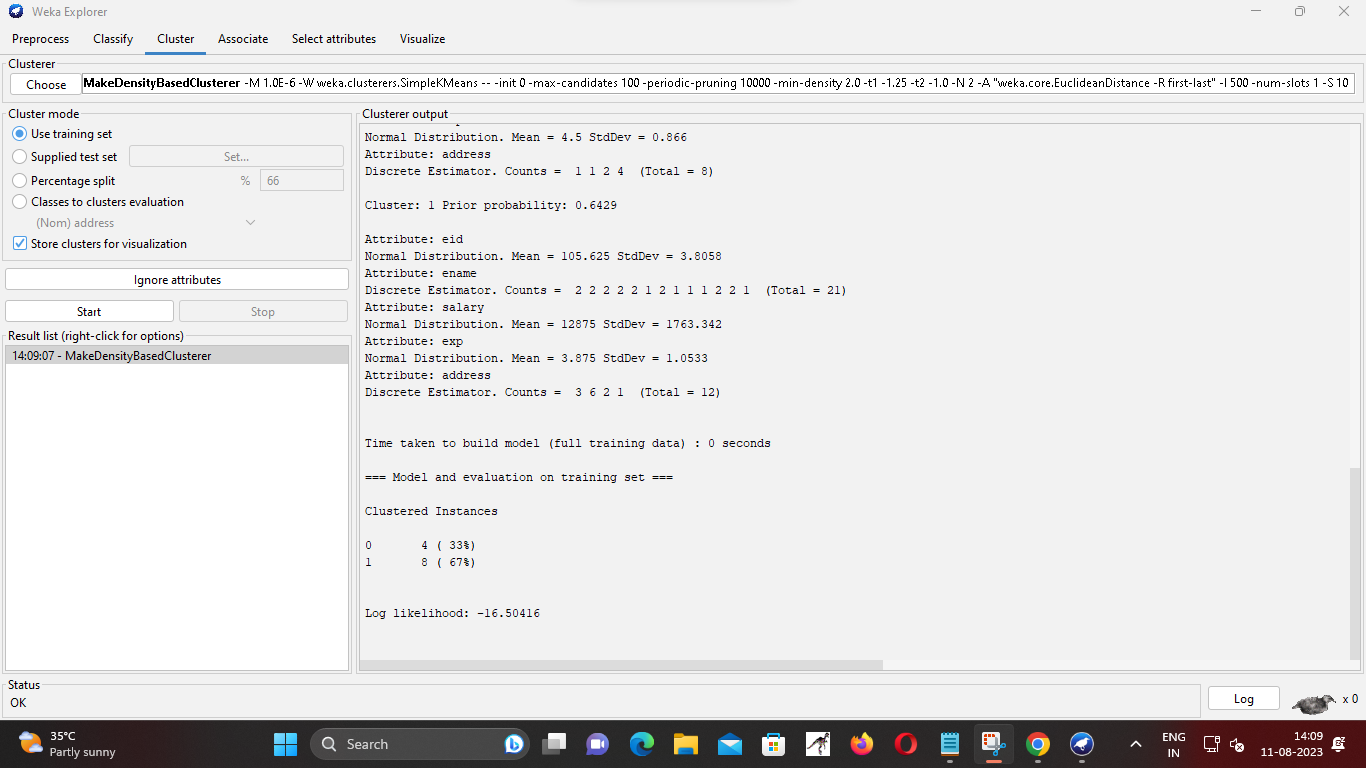 Weka Explorer
Preprocess Classify Cluster Associate Select attributes Visualize
Clusterer
Choose MakeDensityBasedClusterer -M 1.0E-6 -W weka.clusterers.SimpleKMeans -- -init 0 -max-candidates 100 -periodic-pruning 10000 -min-density 2.0 -t1 -1.25 -t2 -1.0 -N 2 -A "weka.core.EuclideanDistance -R first-last" -I 500 -num-slots 1 -S 10
Cluster mode
Use training set
Supplied test set Set...
Percentage split % 66
Classes to clusters evaluation
(Nom) address
Store clusters for visualization
Ignore attributes
Start Stop
Result list (right-click for options)
14:09:07 - MakeDensityBasedClusterer
Clusterer output
Normal Distribution. Mean = 4.5 StdDev = 0.866
Attribute: address
Discrete Estimator. Counts = 1 1 2 4 (Total = 8)
Cluster: 1 Prior probability: 0.6429
Attribute: eid
Normal Distribution. Mean = 105.625 StdDev = 3.8058
Attribute: ename
Discrete Estimator. Counts = 2 2 2 2 2 1 2 1 1 1 2 2 1 (Total = 21)
Attribute: salary
Normal Distribution. Mean = 12875 StdDev = 1763.342
Attribute: exp
Normal Distribution. Mean = 3.875 StdDev = 1.0533
Attribute: address
Discrete Estimator. Counts = 3 6 2 1 (Total = 12)
Time taken to build model (full training data) : 0 seconds
=== Model and evaluation on training set ===
Clustered Instances
0 4 ( 33%)
1 8 ( 67%)
Log likelihood: -16.50416
Status
OK
Log
x 0
35°C
Partly sunny
Search
ENG
IN
14:09
11-08-2023